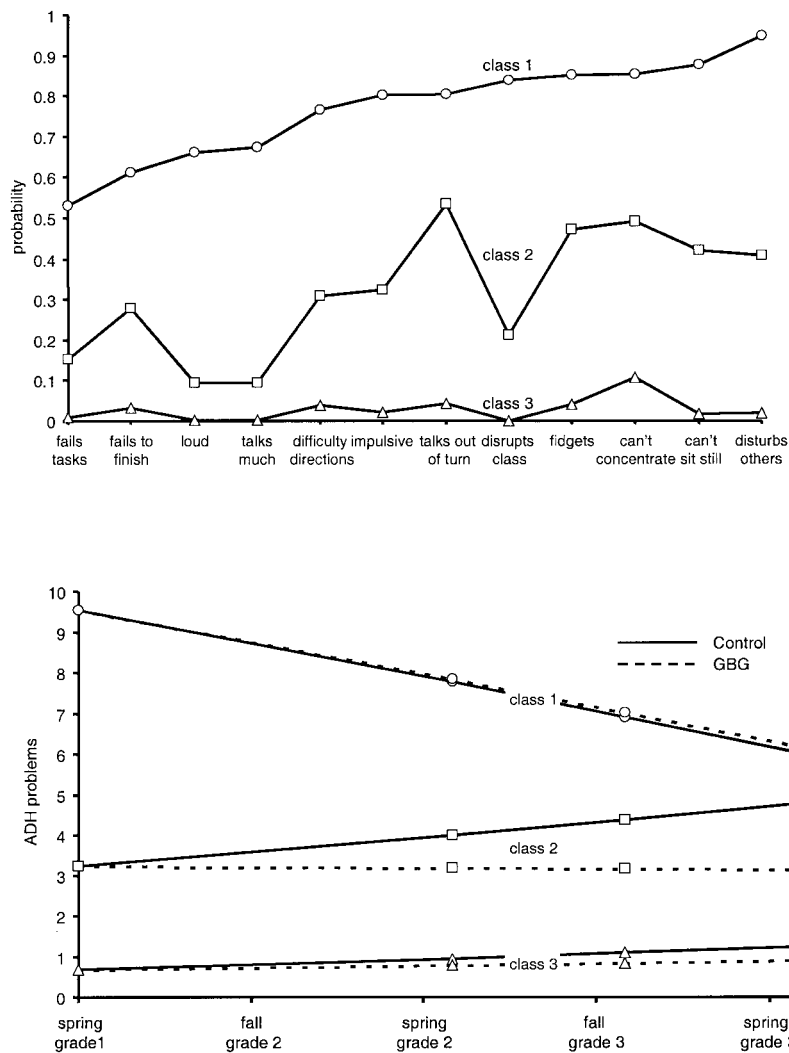 1
0.9
0.8
0.7
0.6
0.5
0.4
0.3
0.2
0.1
0
probability
class 1
class 2
class 3
fails tasks
fails to finish
loud
talks much
difficulty directions
impulsive
talks out of turn
disrupts class
fidgets
can't concentrate
can't sit still
disturbs others
10
9
8
7
6
5
4
3
2
1
0
ADH problems
Control
GBG
class 1
class 2
class 3
spring grade1
fall grade 2
spring grade 2
fall grade 3
spring grade